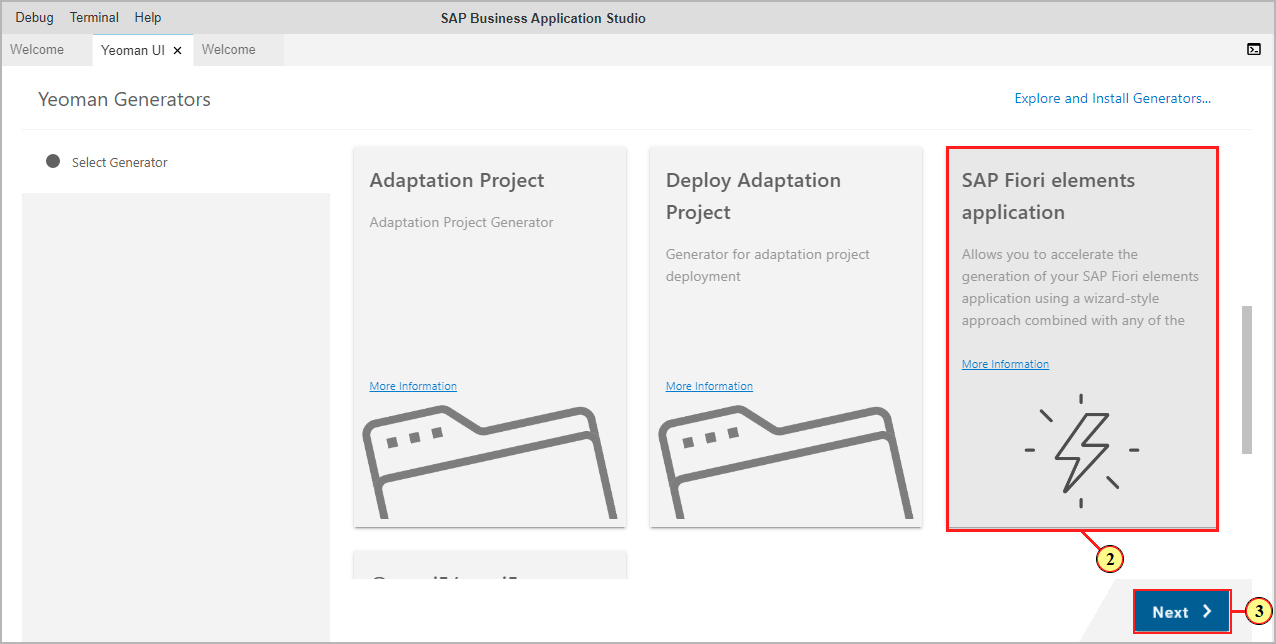 Debug Terminal Help SAP Business Application Studio
Welcome Yeoman UI × Welcome
Yeoman Generators
Explore and Install Generators...
Select Generator
Adaptation Project
Adaptation Project Generator
More Information
Deploy Adaptation
Project
Generator for adaptation project
deployment
More Information
SAP Fiori elements
application
Allows you to accelerate the
generation of your SAP Fiori elements
application using a wizard-style
approach combined with any of the
More Information
2
Next
3